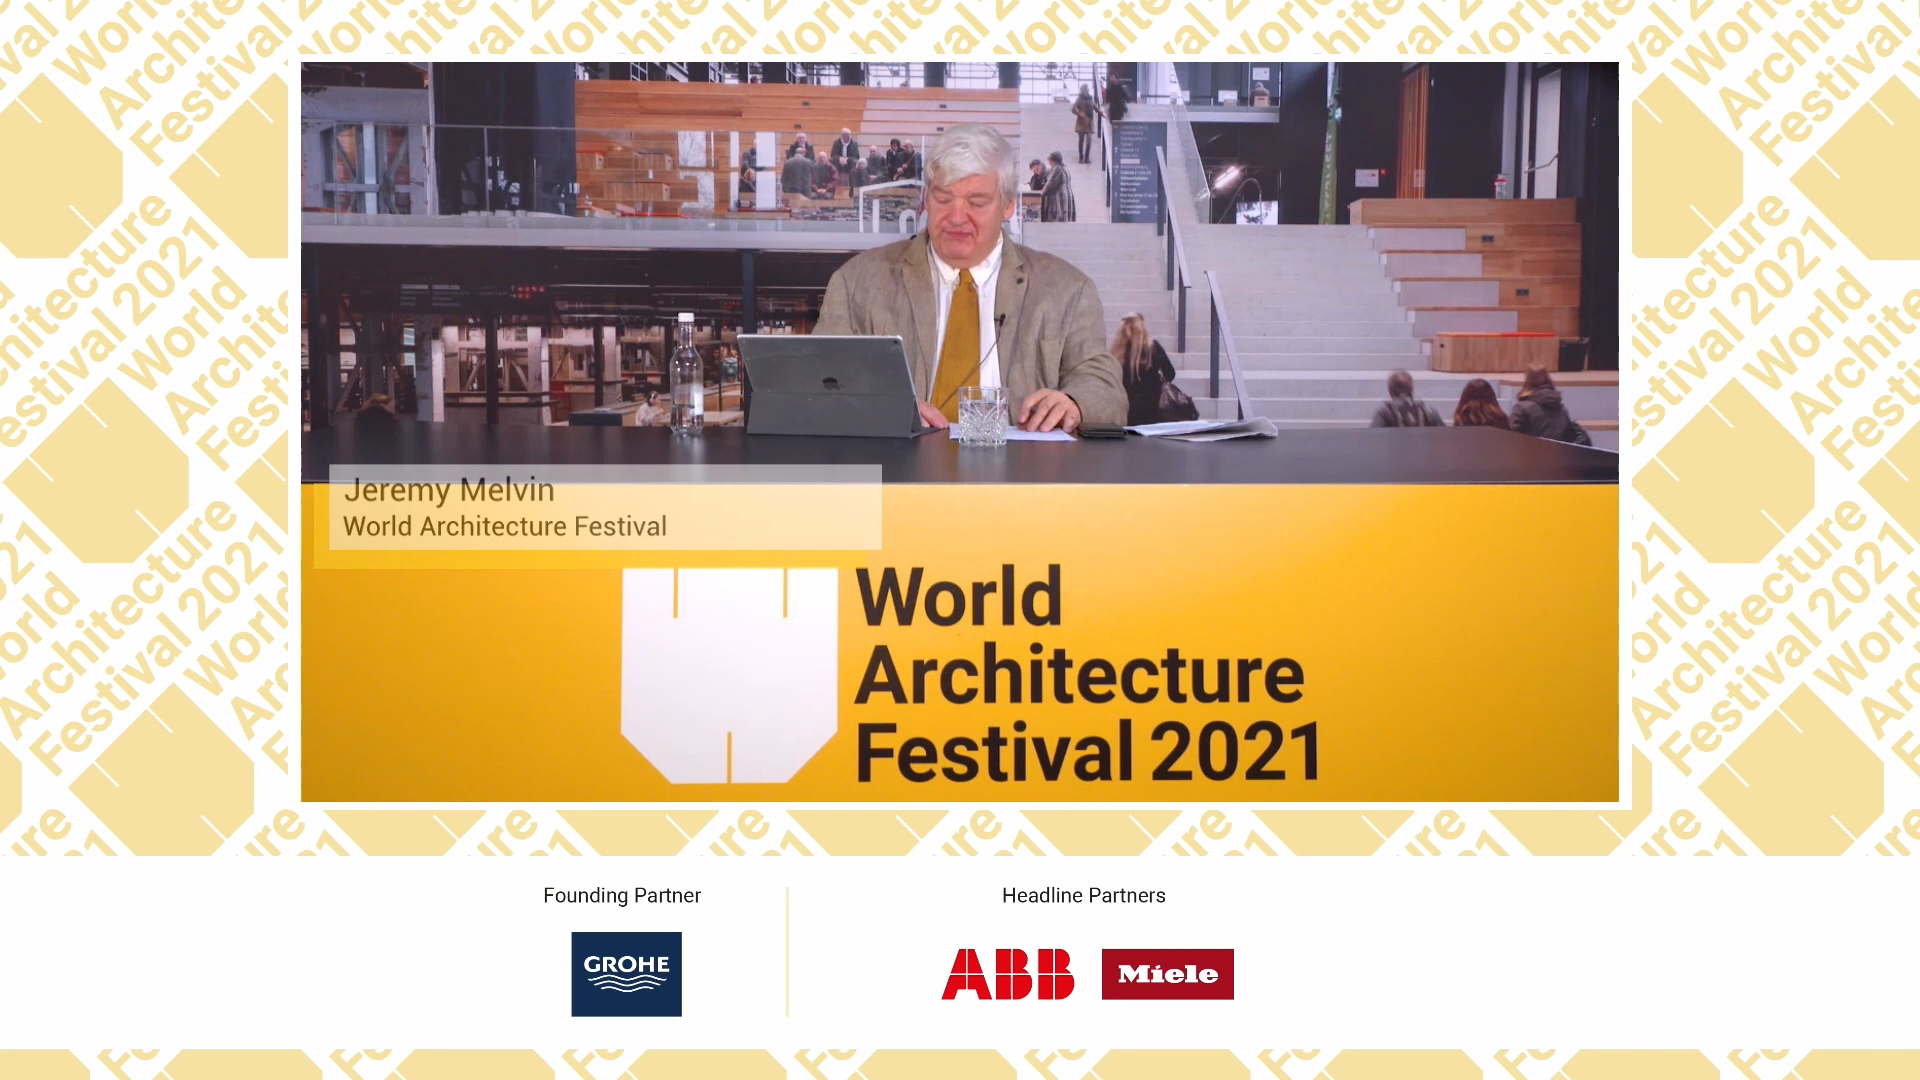 Jeremy Melvin
World Architecture Festival
World
Architecture
Festival 2021
Founding Partner
Headline Partners
GROHE
ABB
Miele